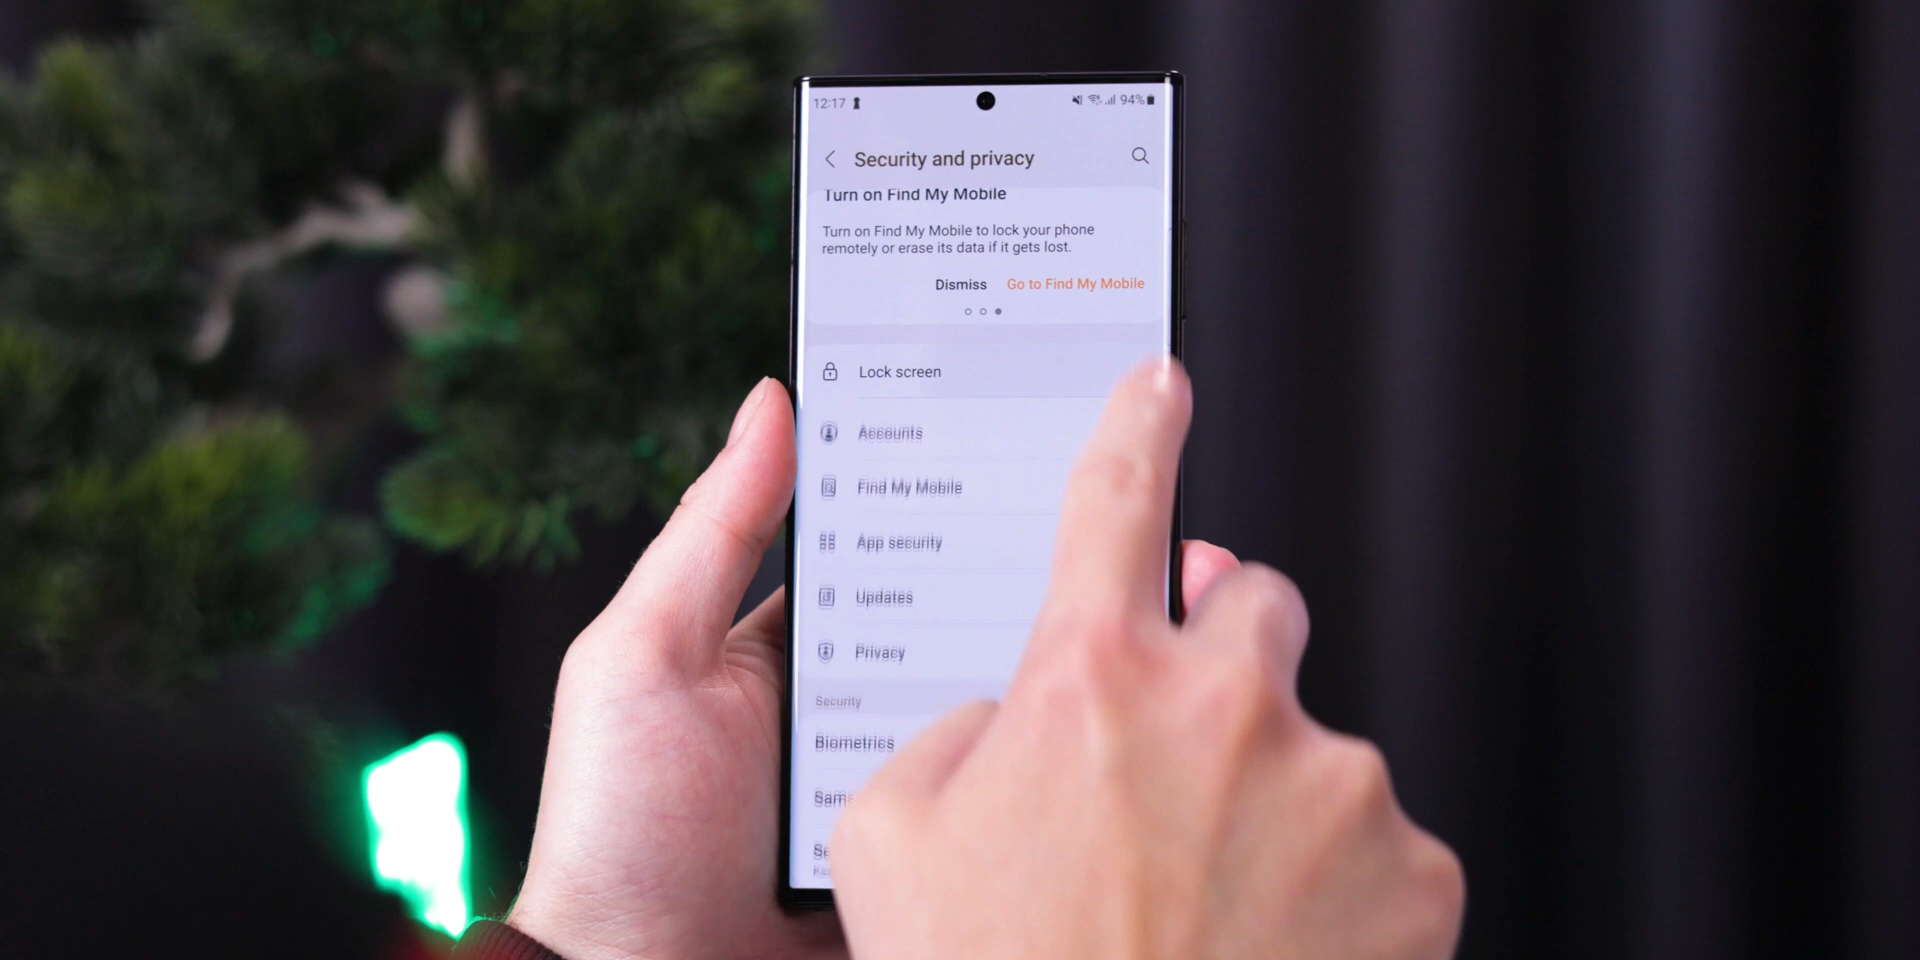 12:17 94%
Security and privacy
Turn on Find My Mobile
Turn on Find My Mobile to lock your phone
remotely or erase its data if it gets lost.
Dismiss Go to Find My Mobile
Lock screen
Accounts
Find My Mobile
App security
Updates
Privacy
Security
Biometrics